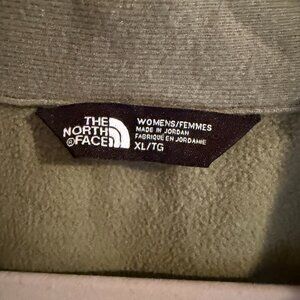 THE
NORTH
FACE
WOMENS/FEMMES
MADE IN JORDAN
FABRIQUÉ EN JORDANIE
XL/TG